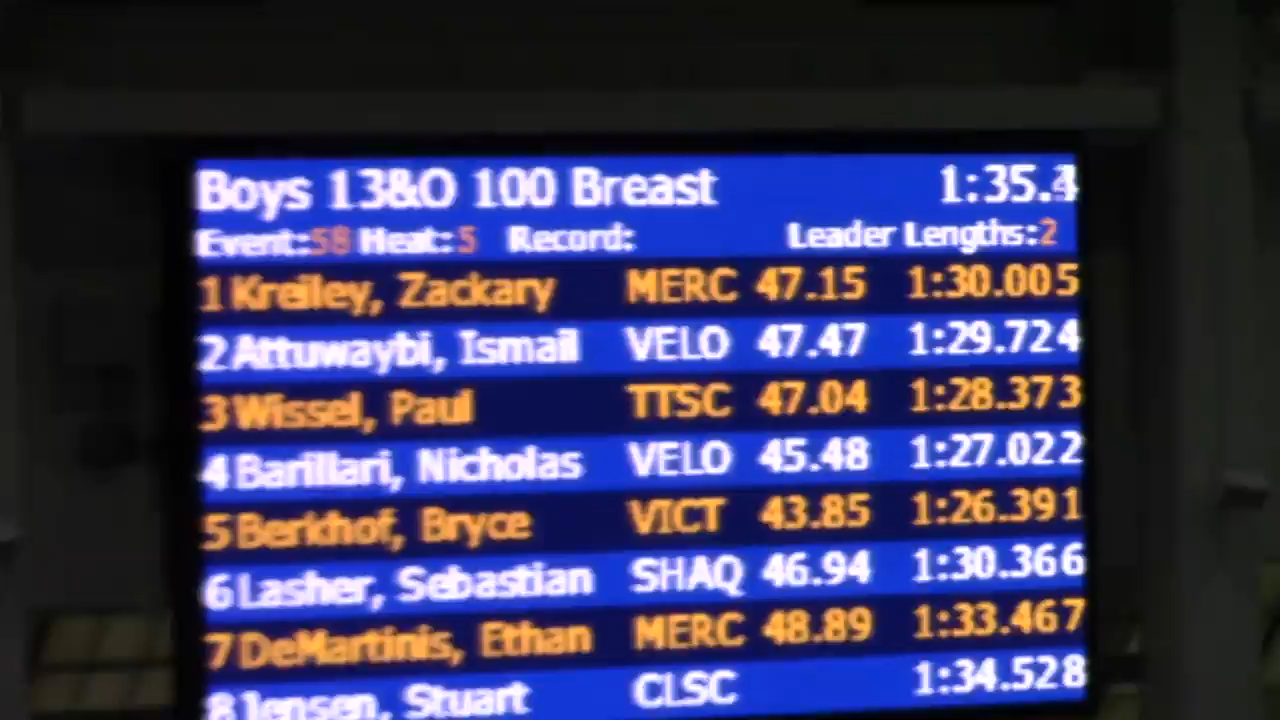 Boys 13&O 100 Breast 1:35.4
Event:58 Heat:5 Record: Leader Lengths:2
1 Kreiley, Zackary MERC 47.15 1:30.005
2 Attuwaybi, Ismail VELO 47.47 1:29.724
3 Wissel, Paul TTSC 47.04 1:28.373
4 Barillari, Nicholas VELO 45.48 1:27.022
5 Berkhof, Bryce VICT 43.85 1:26.391
6 Lasher, Sebastian SHAQ 46.94 1:30.366
7 DeMartinis, Ethan MERC 48.89 1:33.467
8 Jensen, Stuart CLSC 1:34.528